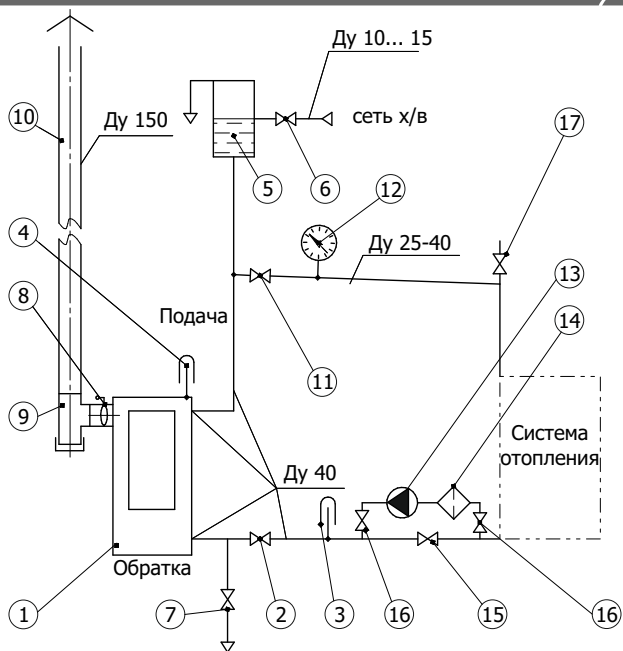 Ду 10... 15
10
Ду 150
сеть х/в
17
5
6
12
4
Ду 25-40
13
8
Подача
14
11
9
Система
отопления
Ду 40
Обратка
1
7
2
3
16
15
16